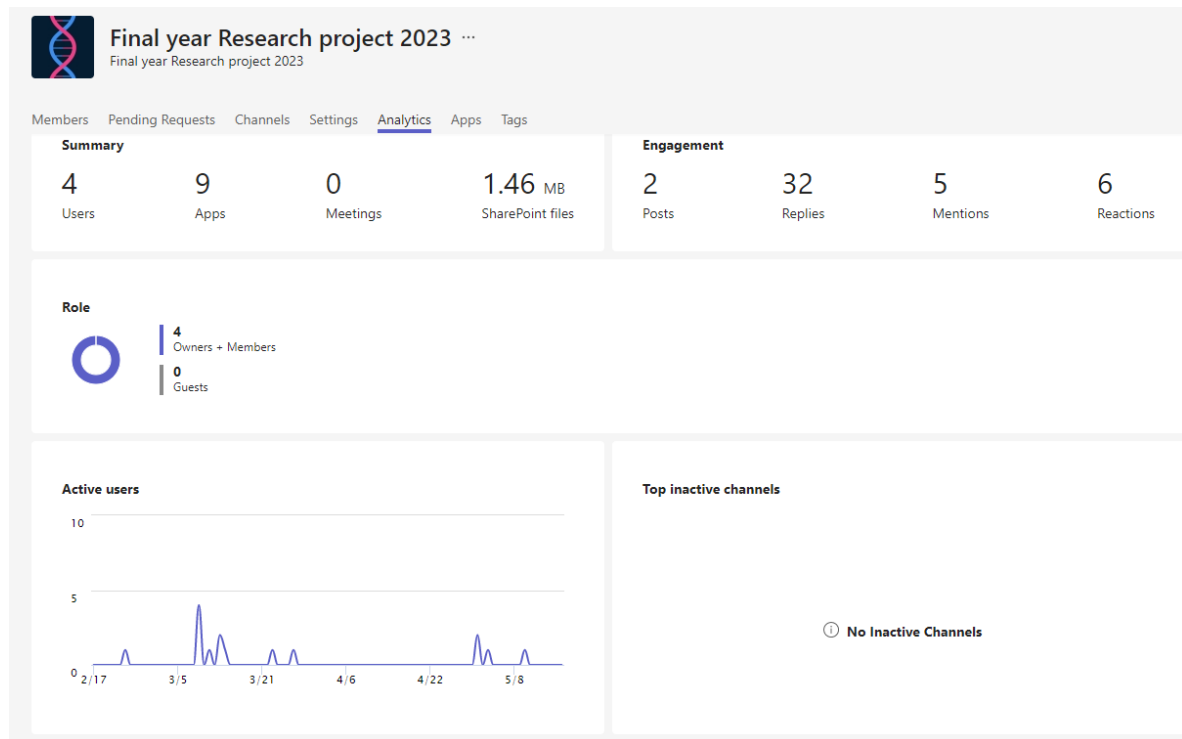 Final year Research project 2023 ...
Final year Research project 2023
Members Pending Requests Channels Settings Analytics Apps Tags
Summary
4 9 0 1.46 MB
Users Apps Meetings SharePoint files
Engagement
2 32 5 6
Posts Replies Mentions Reactions
Role
4
Owners + Members
0
Guests
Active users
10
5
0
2/17 3/5 3/21 4/6 4/22 5/8
Top inactive channels
No Inactive Channels